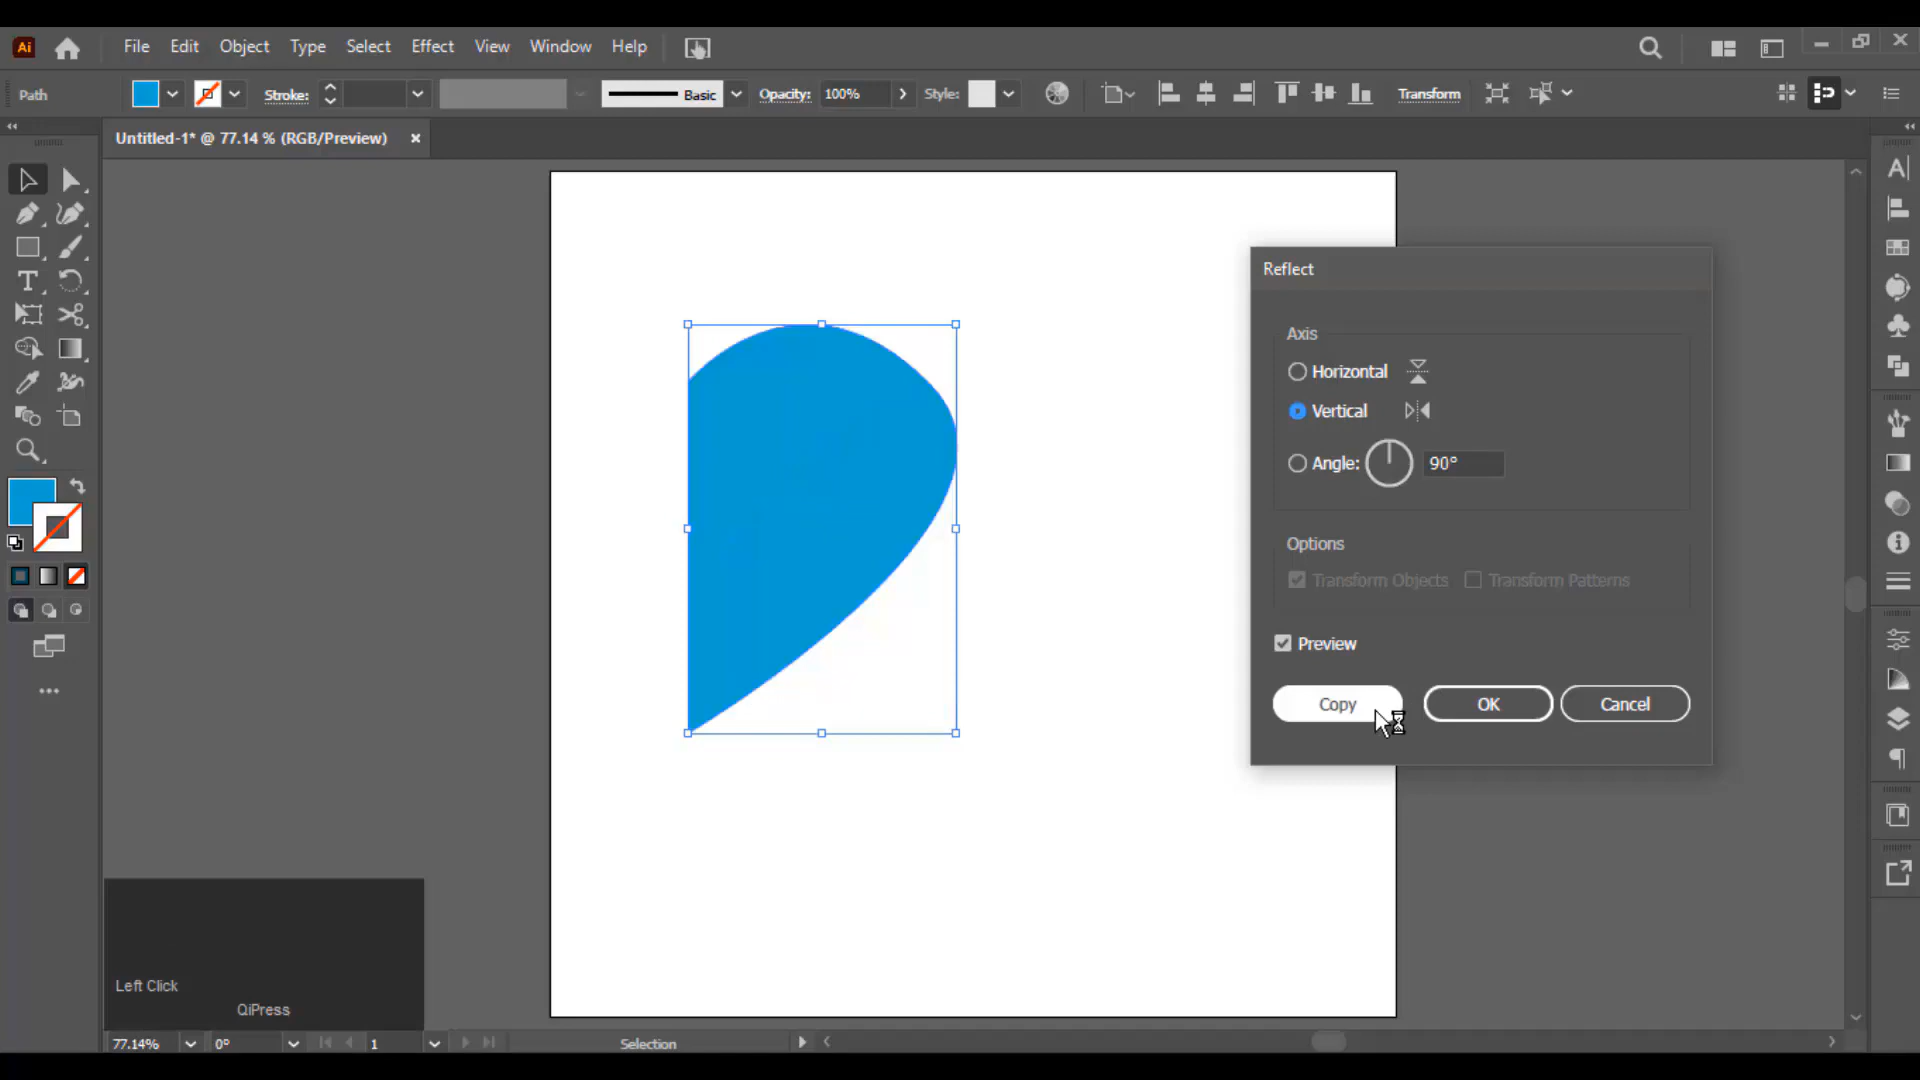 Ai File Edit Object Type Select Effect View Window Help
Path Stroke: Basic Opacity: 100% Style: Transform
Untitled-1* @ 77.14 % (RGB/Preview) ×
Reflect
Axis
Horizontal
Vertical
Angle: 90°
Options
Transform Objects Transform Patterns
Preview
Copy OK Cancel
Left Click
QiPress
77.14% 0° 1 Selection